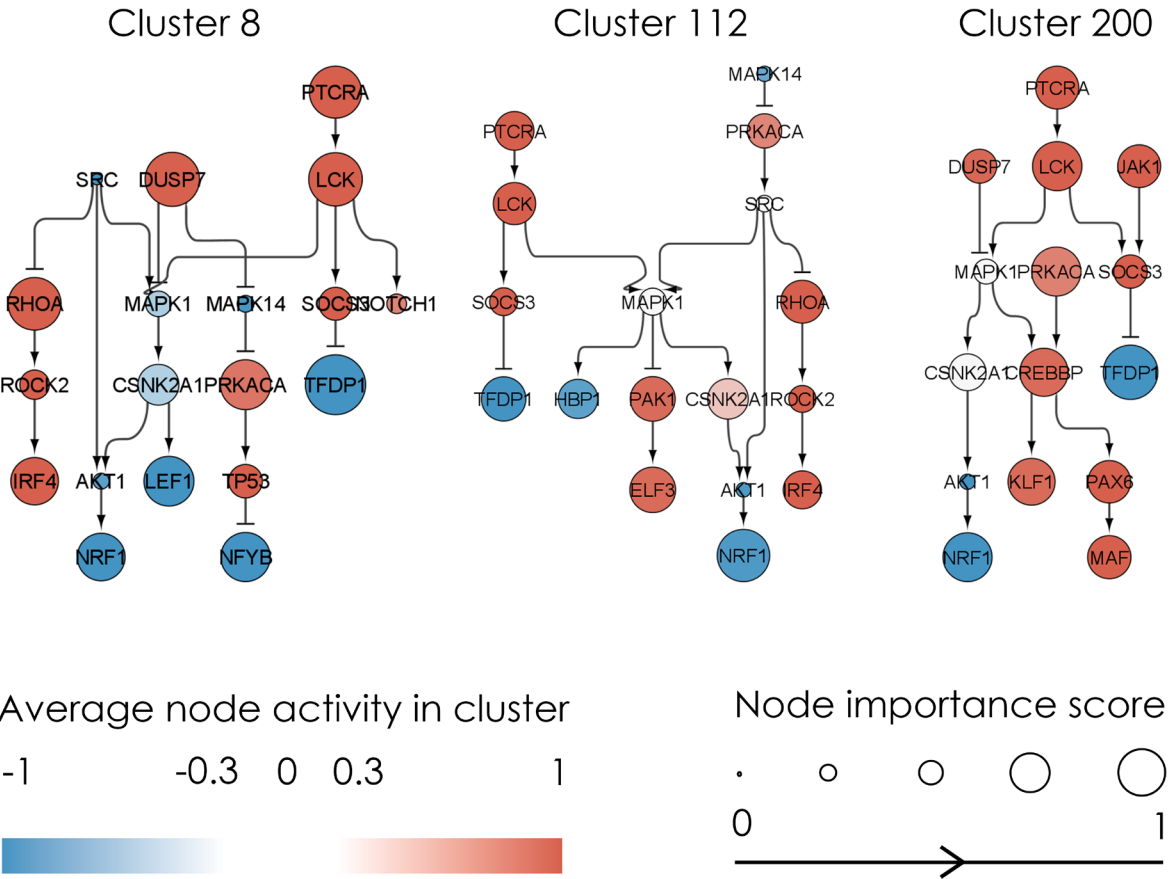 Cluster 8
Cluster 112
Cluster 200
PTCRA
SRC
DUSP7
LCK
RHOA
MAPK1
MAPK14
SOCS3
NOTCH1
ROCK2
CSNK2A1
PRKACA
TFDP1
IRF4
AKT1
LEF1
TP53
NRF1
NFYB
MAPK14
PTCRA
PRKACA
LCK
SRC
SOCS3
MAPK1
RHOA
TFDP1
HBP1
PAK1
CSNK2A1
ROCK2
ELF3
AKT1
IRF4
NRF1
PTCRA
DUSP7
LCK
JAK1
MAPK1
PRKACA
SOCS3
CSNK2A1
CREBBP
TFDP1
AKT1
KLF1
PAX6
NRF1
MAF
Average node activity in cluster
-1 -0.3 0 0.3 1
Node importance score
0 1